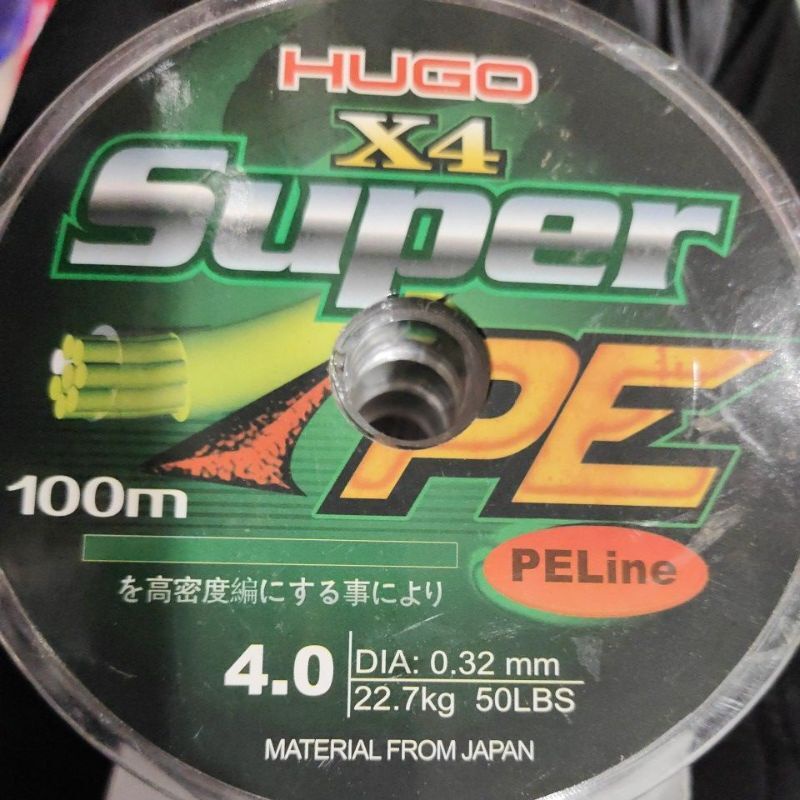 HUGO
X4
Super
PE
100m
PELine
を高密度編にする事により
4.0
DIA: 0.32 mm
22.7kg 50LBS
MATERIAL FROM JAPAN